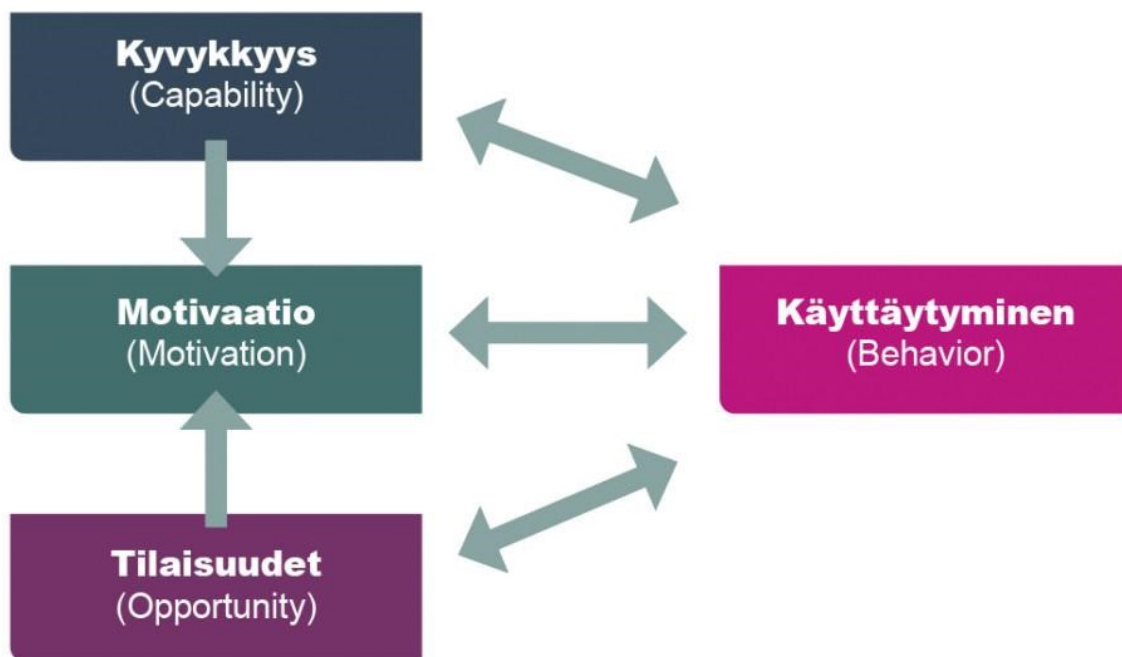 Kyvykkyys
(Capability)
Motivaatio
(Motivation)
Käyttäytyminen
(Behavior)
Tilaisuudet
(Opportunity)